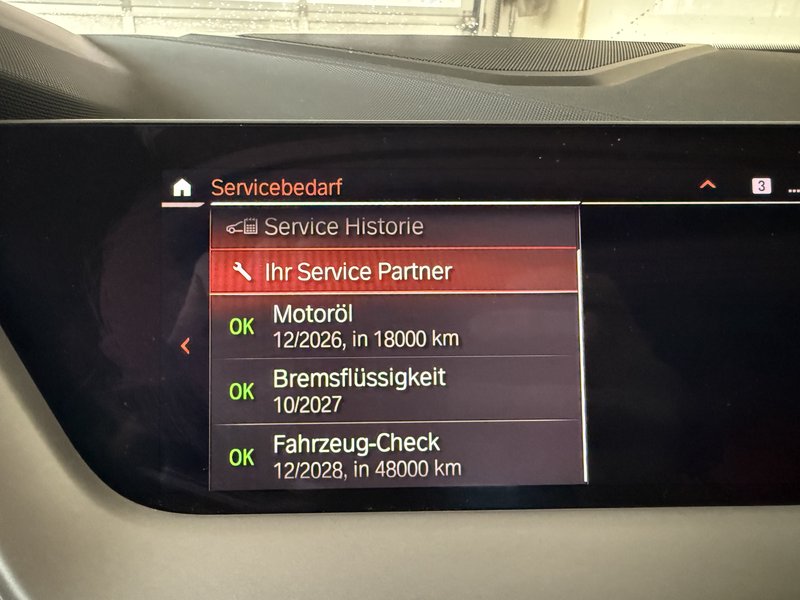 Servicebedarf
3
Service Historie
Ihr Service Partner
OK Motoröl
12/2026, in 18000 km
OK Bremsflüssigkeit
10/2027
OK Fahrzeug-Check
12/2028, in 48000 km